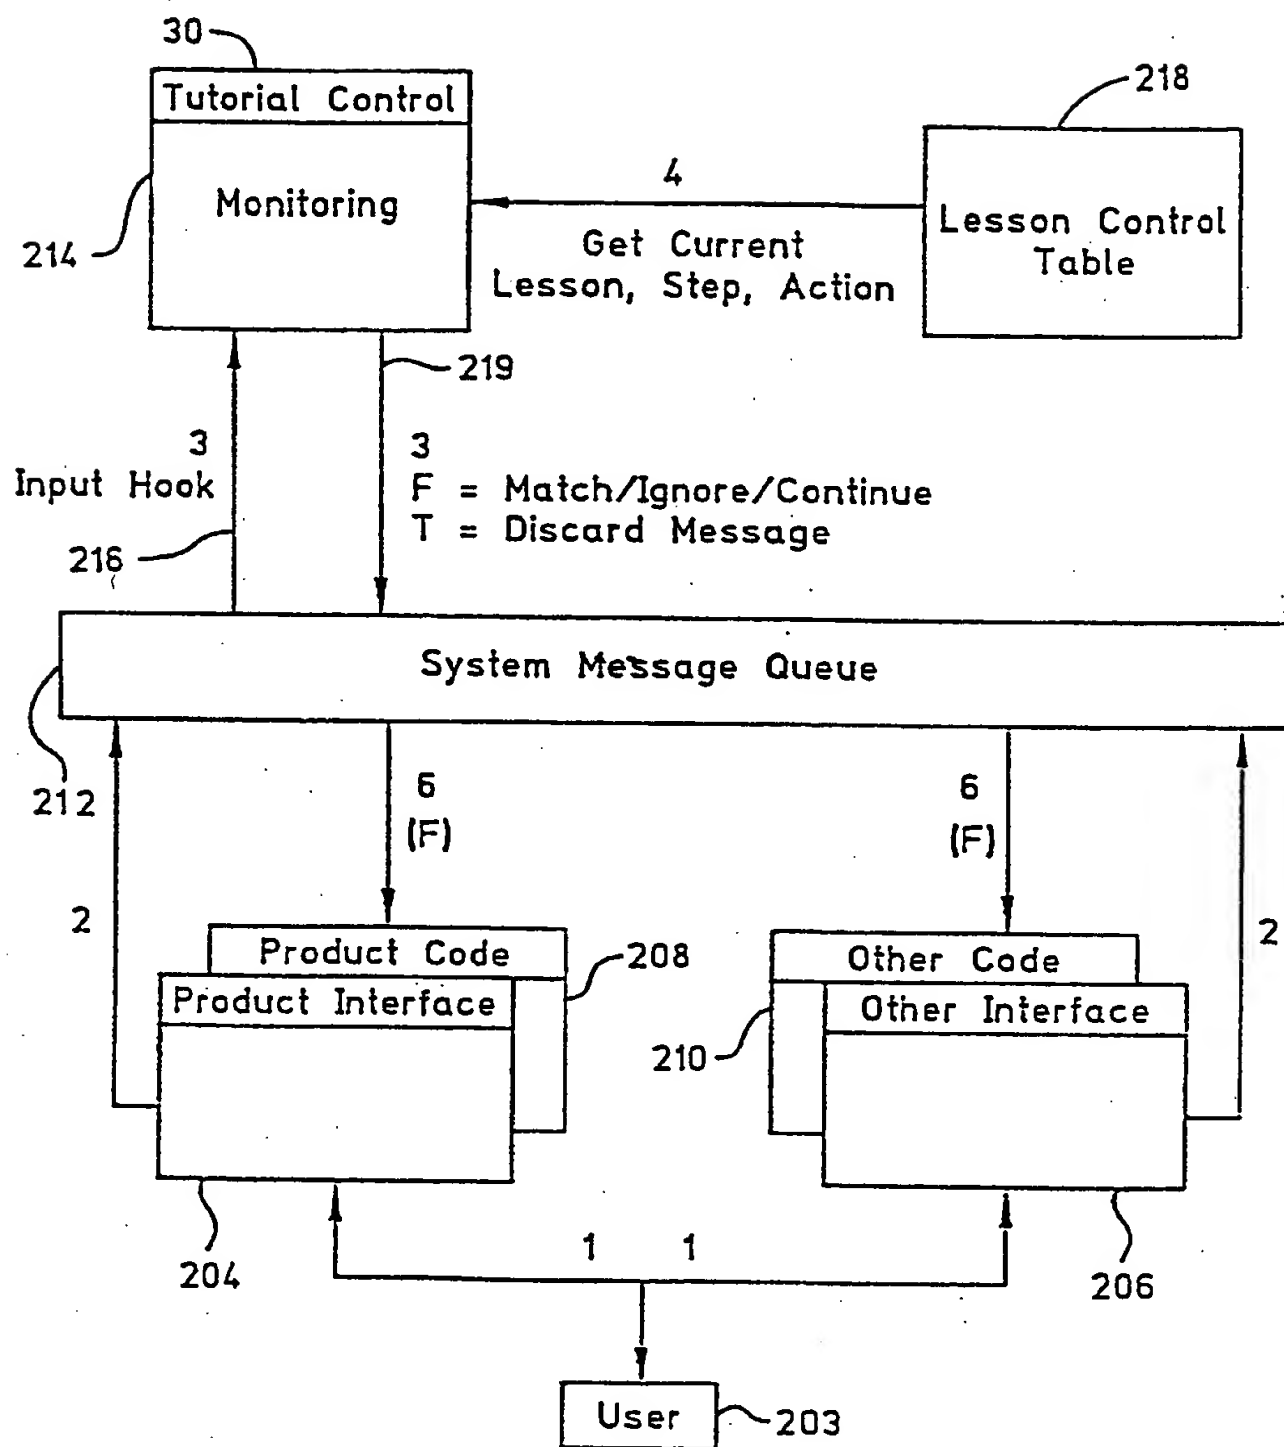 30
Tutorial Control
218
4
Monitoring
Lesson Control
Table
214
Get Current
Lesson, Step, Action
219
3
3
Input Hook
F = Match/Ignore/Continue
T = Discard Message
216
System Message Queue
212
6
(F)
6
(F)
2
2
Product Code
208
Other Code
Product Interface
Other Interface
210
1
1
204
206
User
203